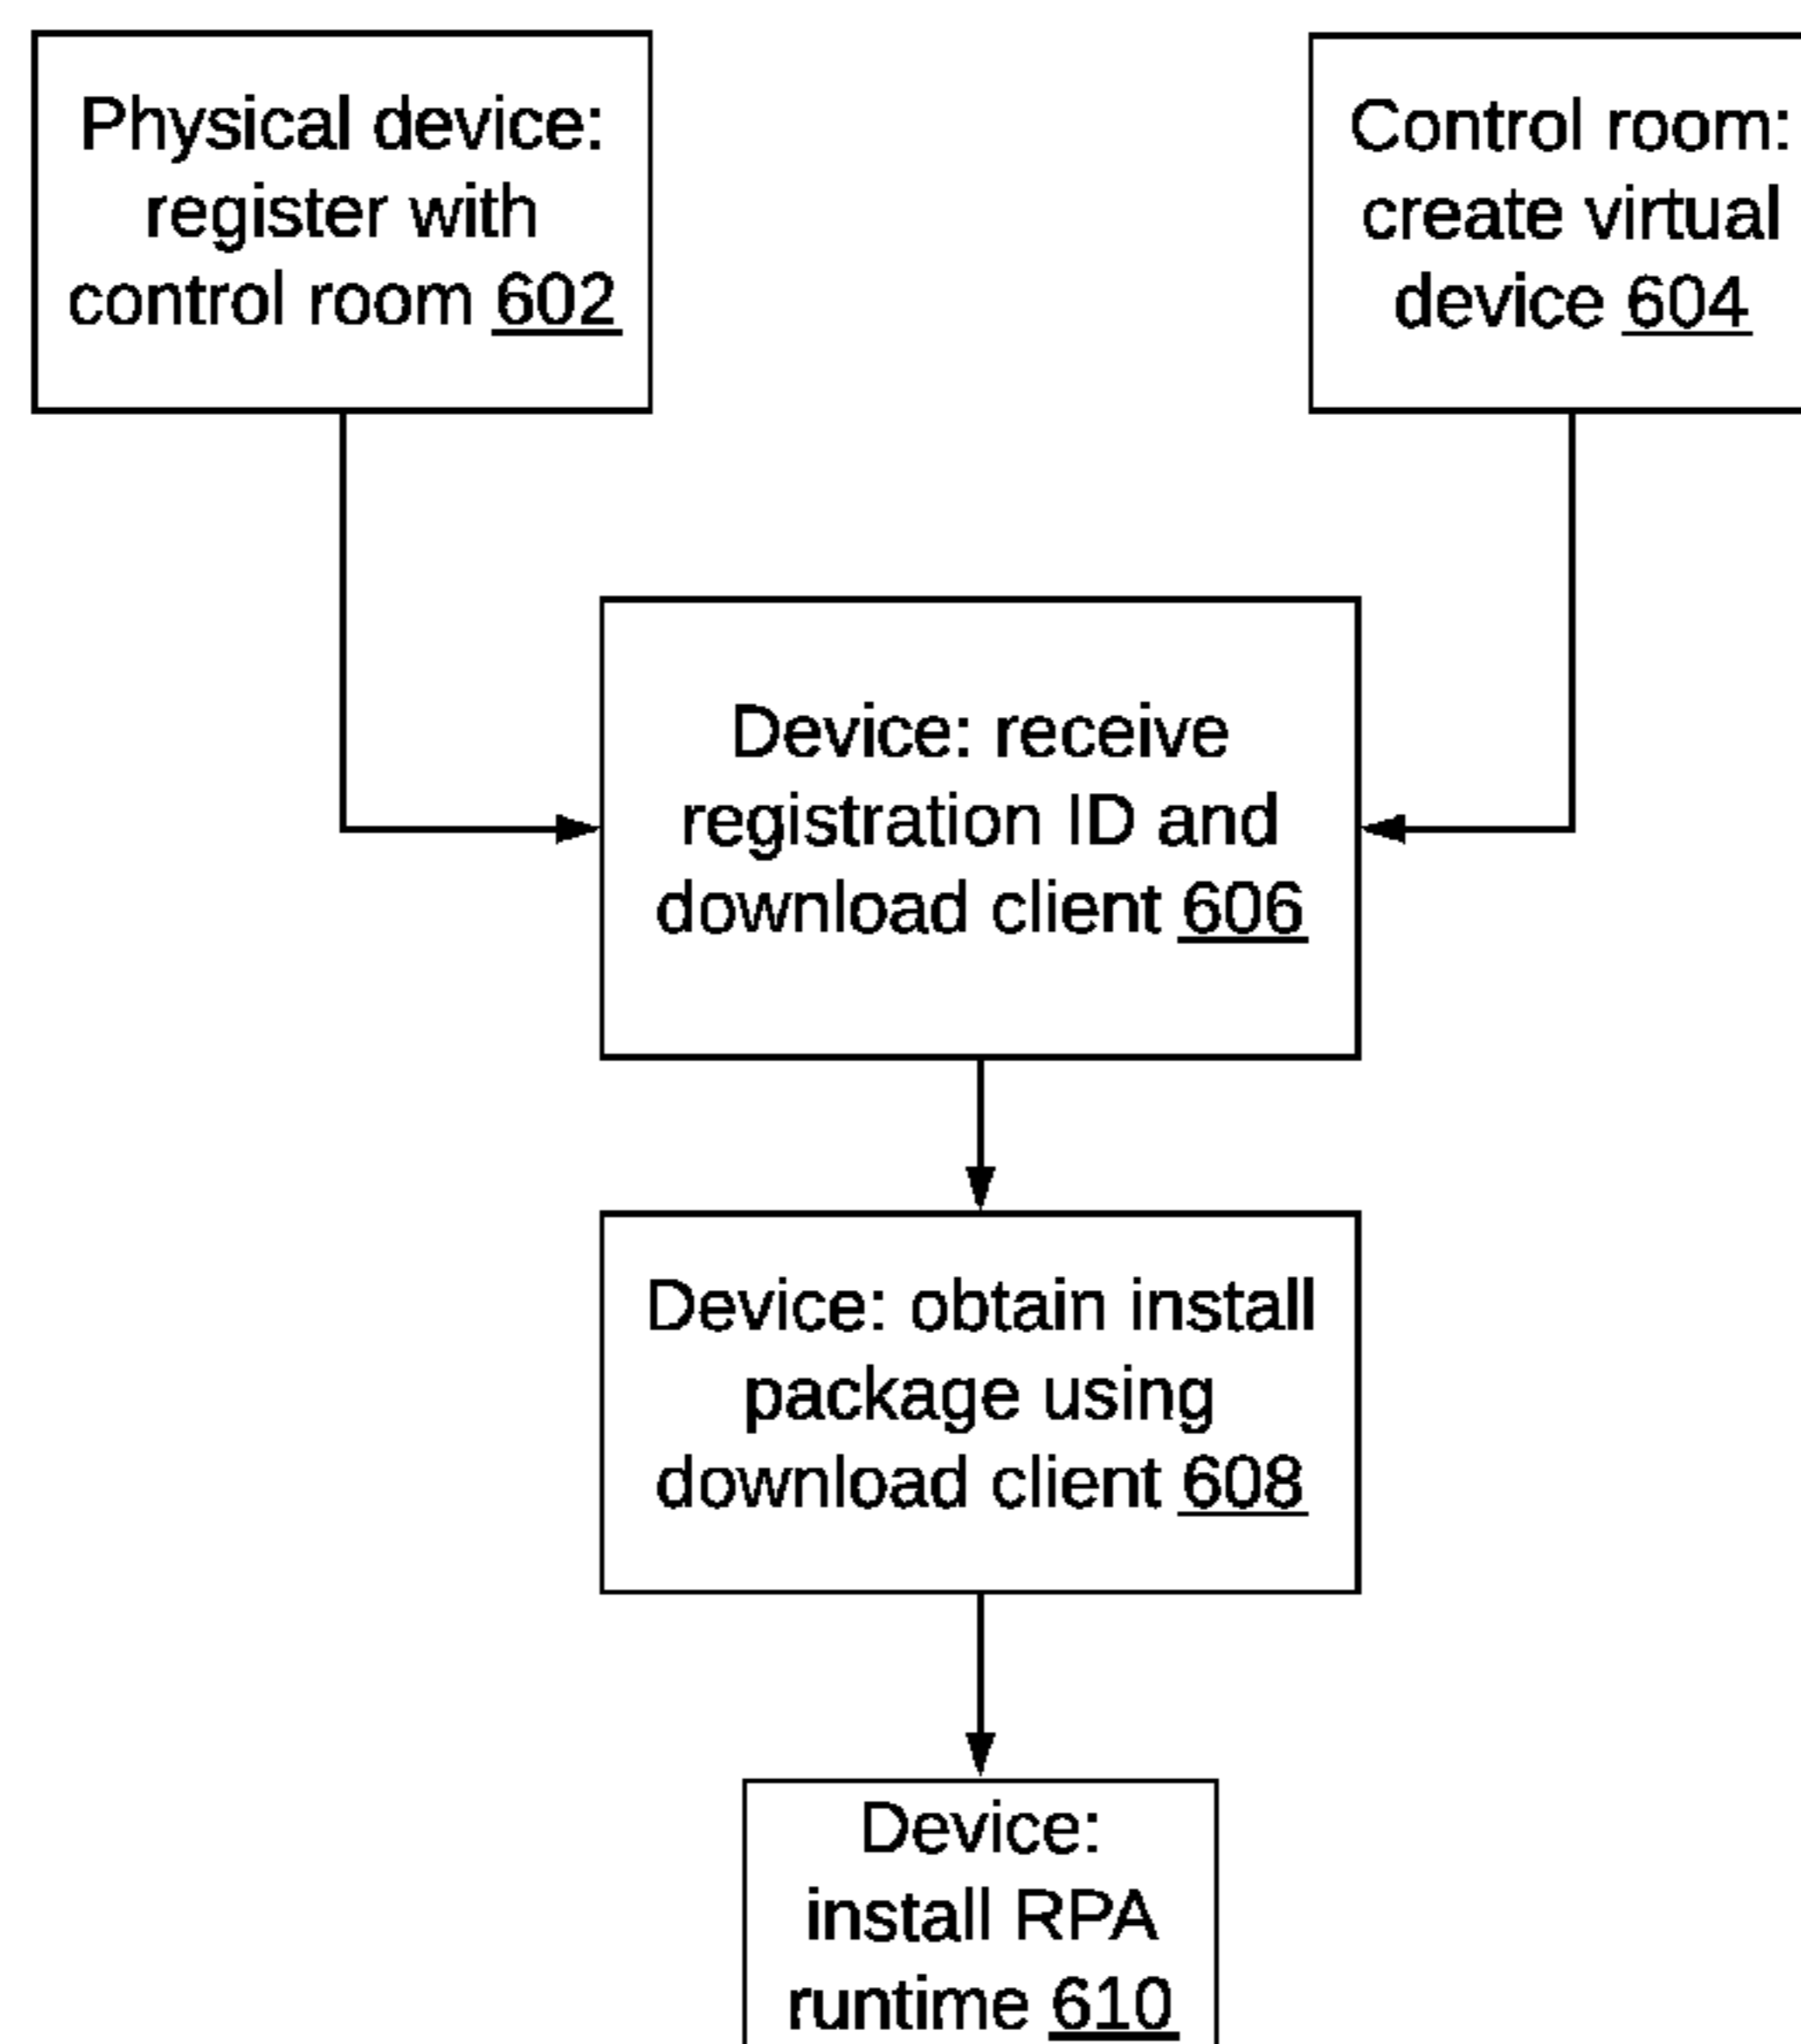 Physical device:
register with
control room 602
Control room:
create virtual
device 604
Device: receive
registration ID and
download client 606
Device: obtain install
package using
download client 608
Device:
install RPA
runtime 610